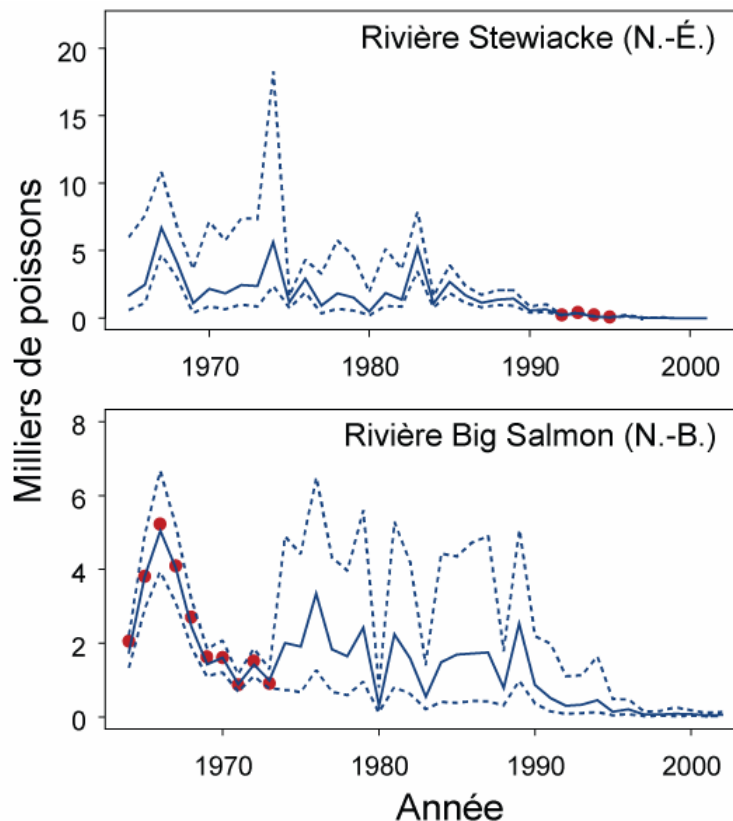 Rivière Stewiacke (N.-É.)
20
15
10
5
0
1970 1980 1990 2000
Milliers de poissons
Rivière Big Salmon (N.-B.)
8
6
4
2
0
1970 1980 1990 2000
Année